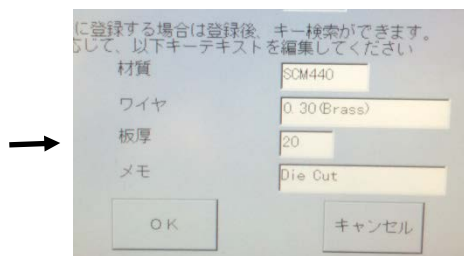 に登録する場合は登録後、キー検索ができます。
応じて、以下キーテキストを編集してください
材質 SCM440
ワイヤ 0.30(Brass)
板厚 20
メモ Die Cut
OK キャンセル